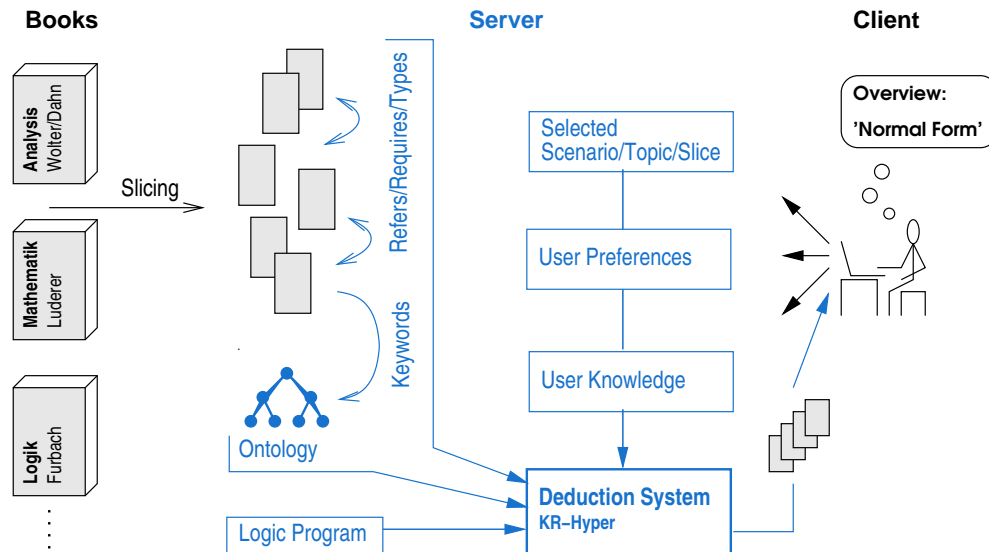 Books
Server
Client
Analysis
Wolter/Dahn
Mathematik
Luderer
Logik
Furbach
Slicing
Refers/Requires/Types
Keywords
Ontology
Logic Program
Selected
Scenario/Topic/Slice
User Preferences
User Knowledge
Deduction System
KR−Hyper
Overview:
’Normal Form’